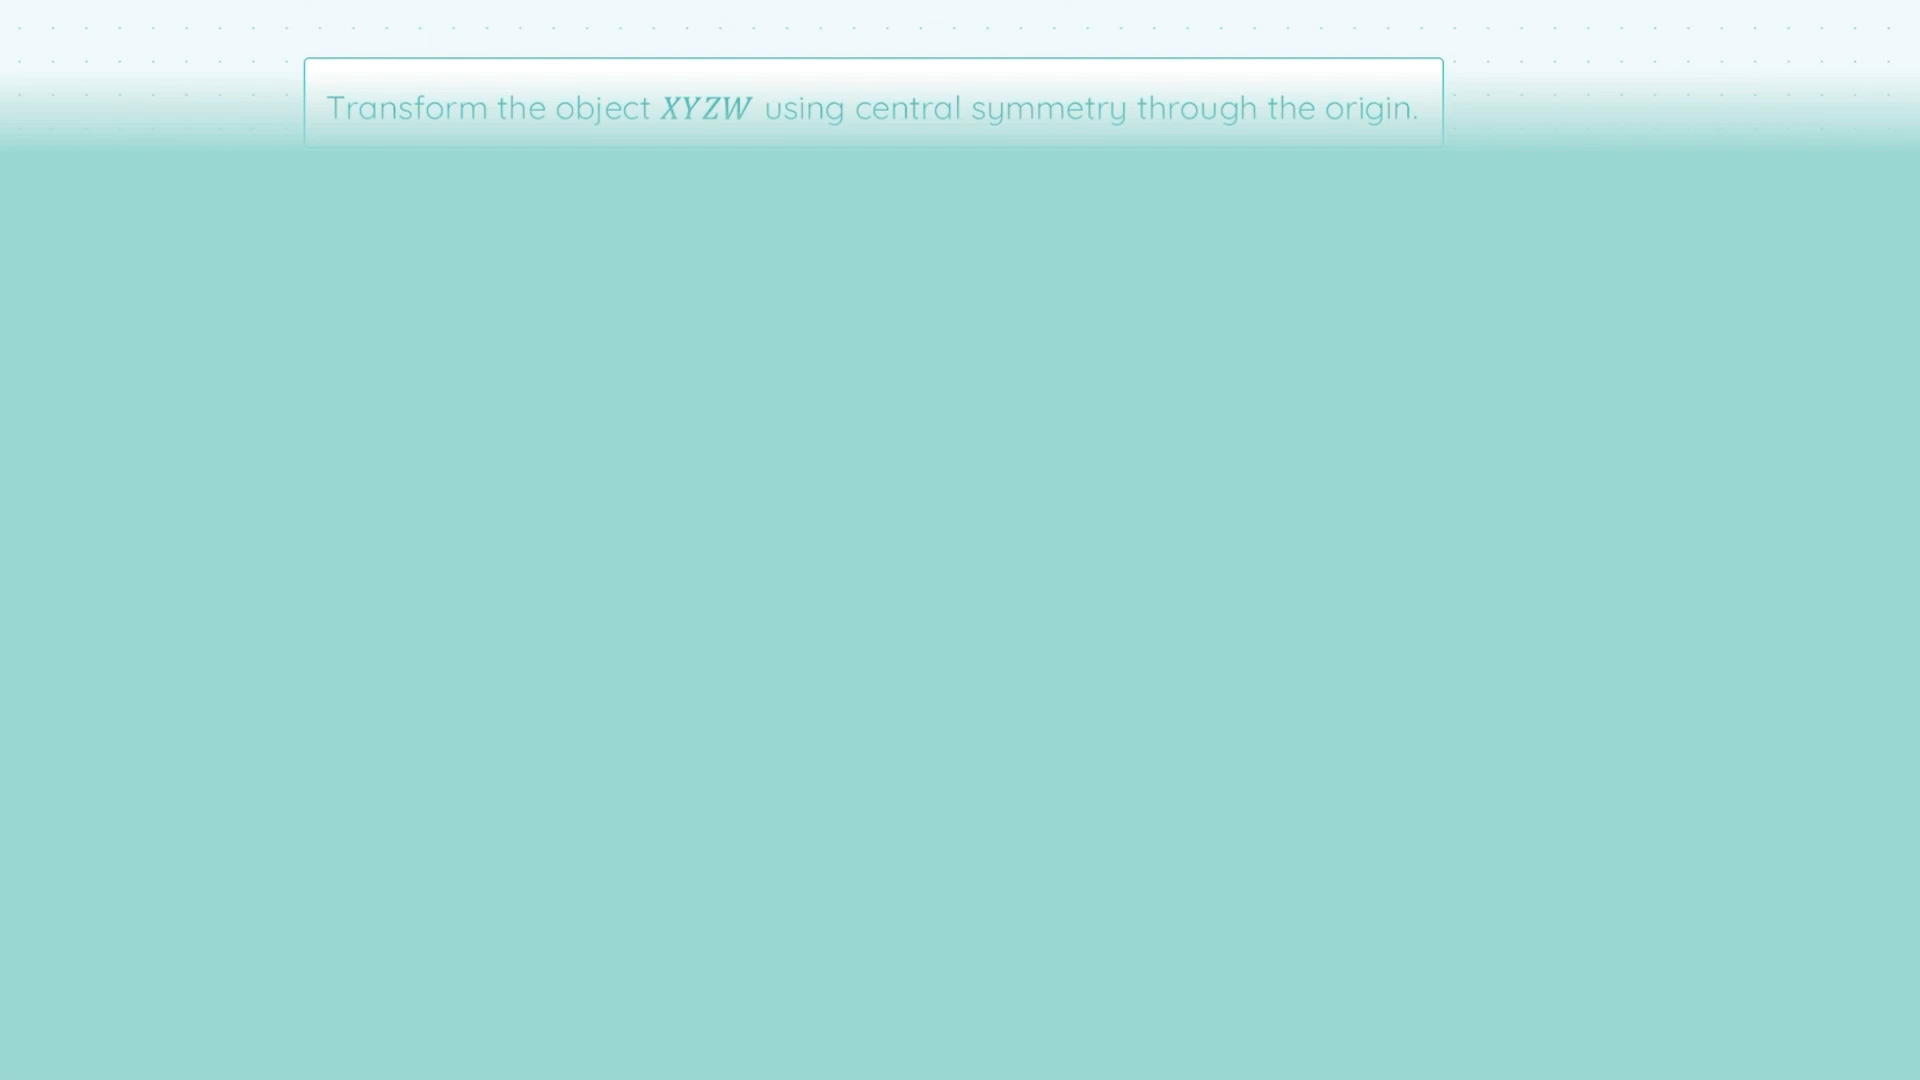 Transform the object XYZW using central symmetry through the origin.